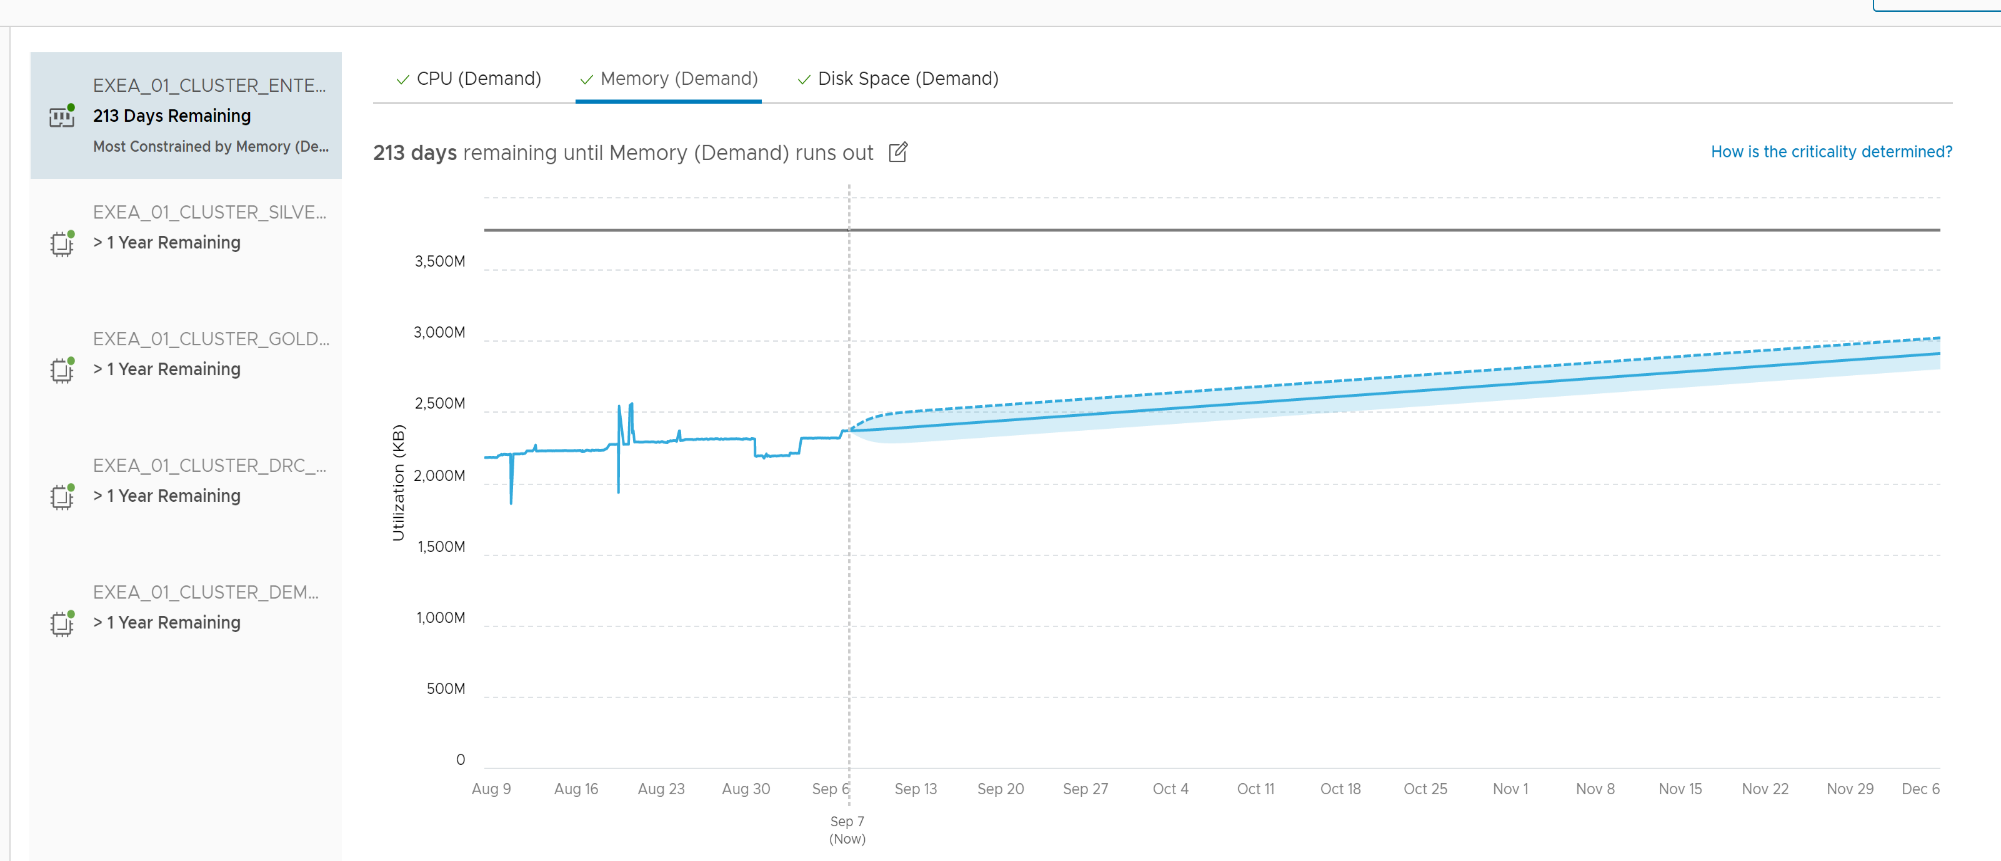 EXEA_01_CLUSTER_ENTE...
213 Days Remaining
Most Constrained by Memory (De...
EXEA_01_CLUSTER_SILVE...
> 1 Year Remaining
EXEA_01_CLUSTER_GOLD...
> 1 Year Remaining
EXEA_01_CLUSTER_DRC_...
> 1 Year Remaining
EXEA_01_CLUSTER_DEM...
> 1 Year Remaining
CPU (Demand) Memory (Demand) Disk Space (Demand)
213 days remaining until Memory (Demand) runs out
How is the criticality determined?
Utilization (KB)
3,500M
3,000M
2,500M
2,000M
1,500M
1,000M
500M
0
Aug 9 Aug 16 Aug 23 Aug 30 Sep 6 Sep 13 Sep 20 Sep 27 Oct 4 Oct 11 Oct 18 Oct 25 Nov 1 Nov 8 Nov 15 Nov 22 Nov 29 Dec 6
Sep 7
(Now)